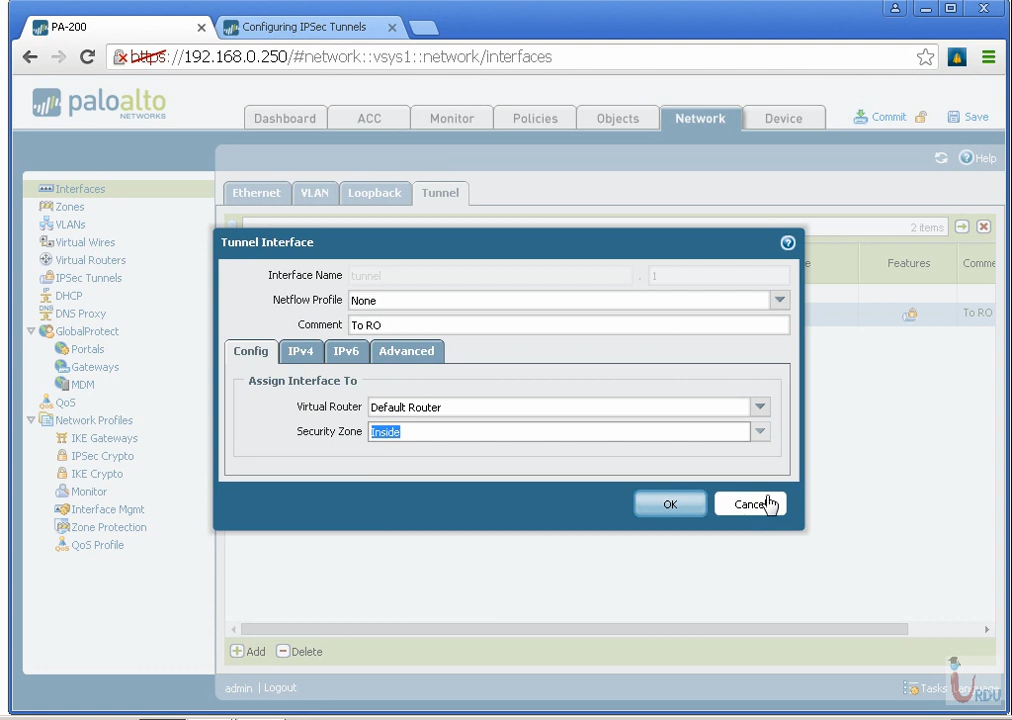 PA-200
Configuring IPSec Tunnels
https://192.168.0.250/#network::vsys1::network/interfaces
paloalto
NETWORKS
Dashboard
ACC
Monitor
Policies
Objects
Network
Device
Commit
Save
Help
Interfaces
Zones
VLANs
Virtual Wires
Virtual Routers
IPSec Tunnels
DHCP
DNS Proxy
GlobalProtect
Portals
Gateways
MDM
QoS
Network Profiles
IKE Gateways
IPSec Crypto
IKE Crypto
Monitor
Interface Mgmt
Zone Protection
QoS Profile
Ethernet
VLAN
Loopback
Tunnel
2 items
Features
Comme
To RO
Tunnel Interface
Interface Name tunnel . 1
Netflow Profile None
Comment To RO
Config
IPv4
IPv6
Advanced
Assign Interface To
Virtual Router Default Router
Security Zone Inside
OK
Cancel
Add
Delete
admin | Logout
Tasks
URDU